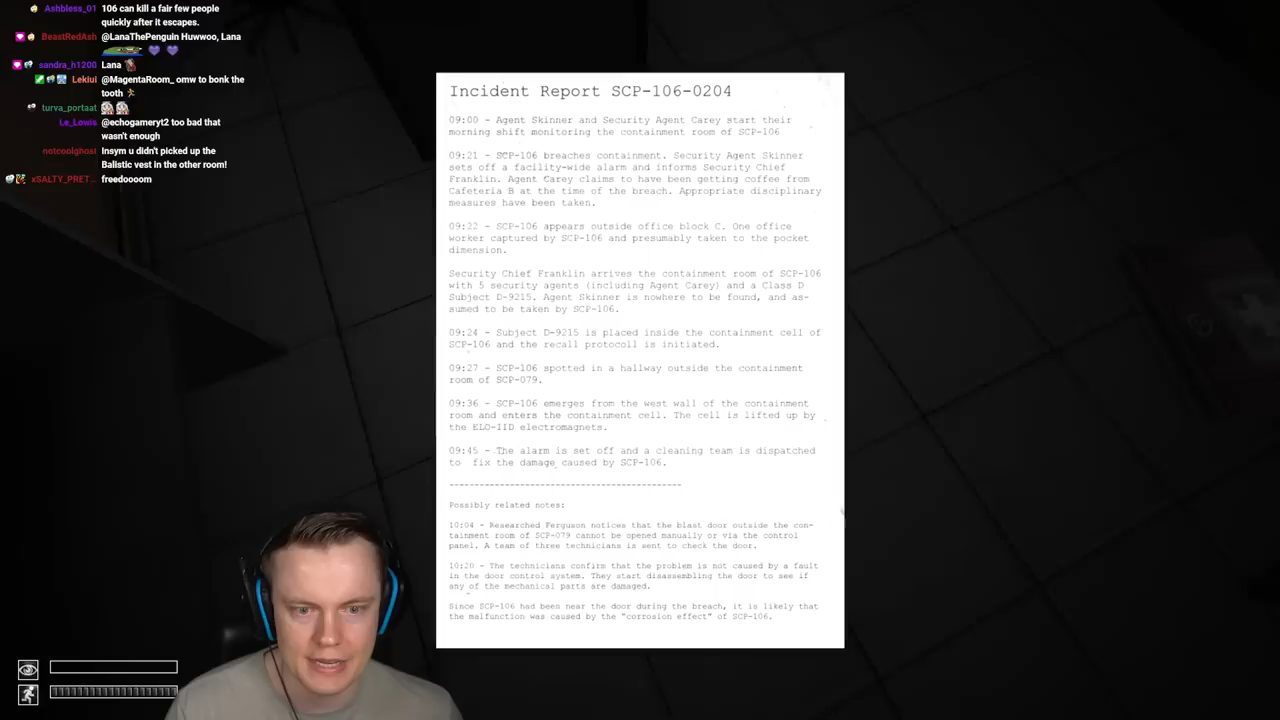 Ashbless_01 106 can kill a fair few people
quickly after it escapes.
BeastRedAsh @LanaThePenguin Huwwoo, Lana
sandra_h1200 Lana
Lekiui @MagentaRoom_ omw to bonk the
tooth
turva_portaat
Le_Lowis @echogameryt2 too bad that
wasn't enough
notcoolghost Insym u didn't picked up the
Balistic vest in the other room!
xSALTY_PRET... freedoooom
Incident Report SCP-106-0204
09:00 - Agent Skinner and Security Agent Carey start their
morning shift monitoring the containment room of SCP-106
09:21 - SCP-106 breaches containment. Security Agent Skinner
sets off a facility-wide alarm and informs Security Chief
Franklin. Agent Carey claims to have been getting coffee from
Cafeteria B at the time of the breach. Appropriate disciplinary
measures have been taken.
09:22 - SCP-106 appears outside office block C. One office
worker captured by SCP-106 and presumably taken to the pocket
dimension.
Security Chief Franklin arrives the containment room of SCP-106
with 5 security agents (including Agent Carey) and a Class D
Subject D-9215. Agent Skinner is nowhere to be found, and as-
sumed to be taken by SCP-106.
09:24 - Subject D-9215 is placed inside the containment cell of
SCP-106 and the recall protocoll is initiated.
09:27 - SCP-106 spotted in a hallway outside the containment
room of SCP-079.
09:36 - SCP-106 emerges from the west wall of the containment
room and enters the containment cell. The cell is lifted up by
the ELO-IID electromagnets.
09:45 - The alarm is set off and a cleaning team is dispatched
to fix the damage caused by SCP-106.
--------------------------------------------
Possibly related notes:
10:04 - Researched Ferguson notices that the blast door outside the con-
tainment room of SCP-079 cannot be opened manually or via the control
panel. A team of three technicians is sent to check the door.
10:20 - The technicians confirm that the problem is not caused by a fault
in the door control system. They start disassembling the door to see if
any of the mechanical parts are damaged.
Since SCP-106 had been near the door during the breach, it is likely that
the malfunction was caused by the "corrosion effect" of SCP-106.